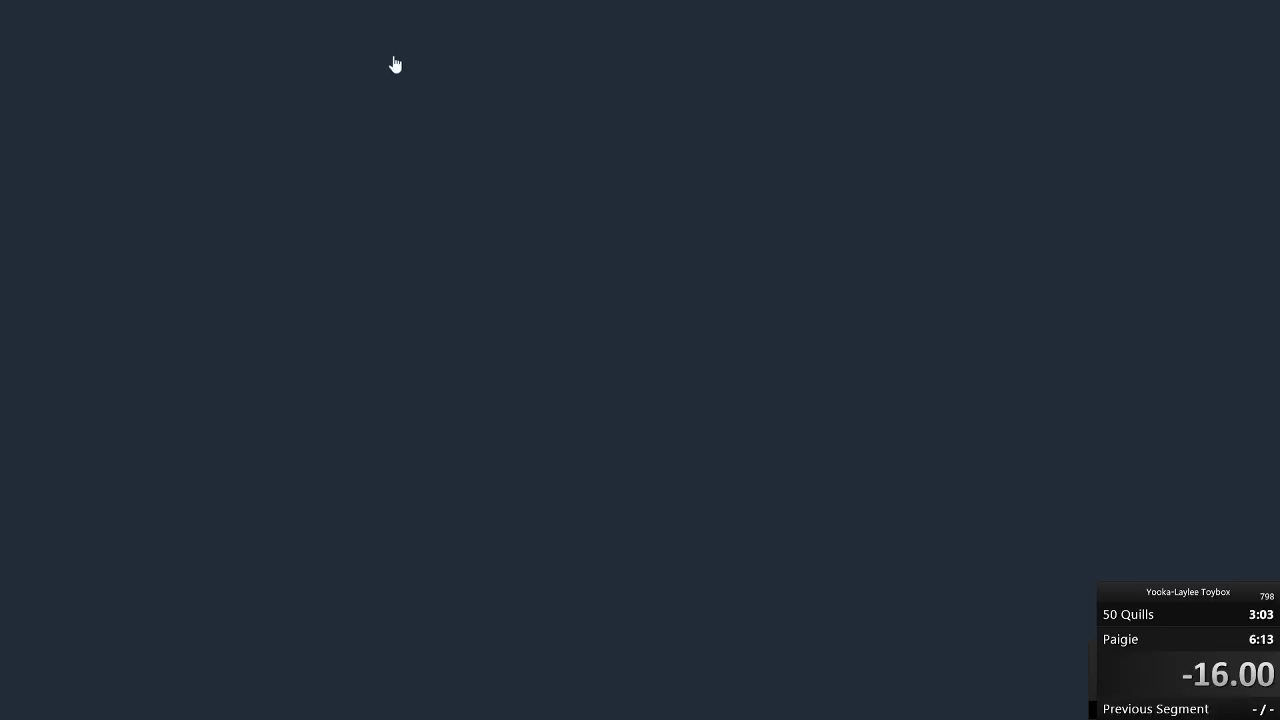 Yooka-Laylee Toybox
798
50 Quills 3:03
Paigie 6:13
-16.00
Previous Segment - / -